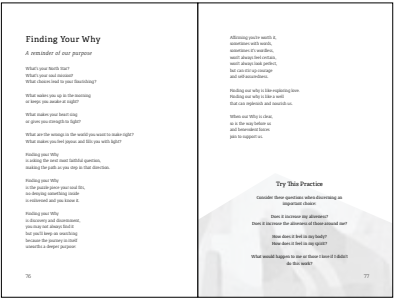 Finding Your Why
A reminder of our purpose
What's your North Star?
What's your soul mission?
What choices lead to your flourishing?
What makes you up in the morning
or keeps you awake at night?
What makes your heart sing
or gives you strength to fight?
What are the wrongs in the world you want to make right?
What makes you feel joyous and fills you with light?
Finding your Why
is asking the next most faithful question,
making the path as you step in that direction.
Finding your Why
is the puzzle piece your soul fits,
no denying something inside
is enlivened and you know it.
Finding your Why
is discovery and discernment,
you may not always find it
but you'll keep on searching
because the journey in itself
unearths a deeper purpose.
76
Affirming you're worth it,
sometimes with words,
sometimes it's wordless,
won't always feel certain,
won't always look perfect,
but can stir up courage
and self-assuredness.
Finding our why is like exploring love
Finding our why is like a well
that can replenish and nourish us.
When our Why is clear,
so is the way before us
and benevolent forces
join to support us.
Try This Practice
Consider these questions when discerning an
important choice:
Does it increase my aliveness?
Does it increase the aliveness of those around me?
How does it feel in my body?
How does it feel in my spirit?
What would happen to me or those I love if I didn't
do this work?
77